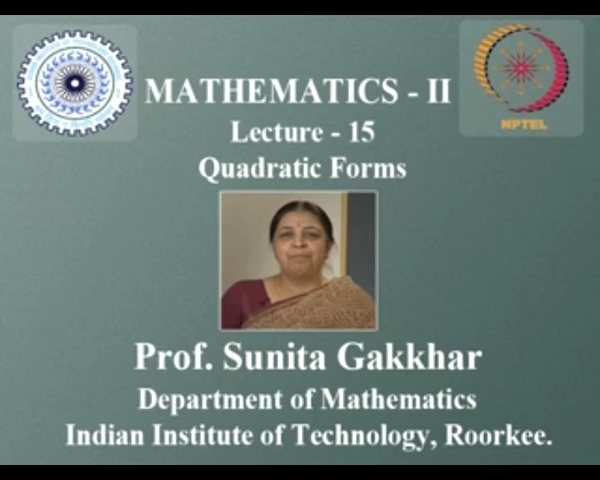 MATHEMATICS - II
Lecture - 15
Quadratic Forms
NPTEL
Prof. Sunita Gakkhar
Department of Mathematics
Indian Institute of Technology, Roorkee.